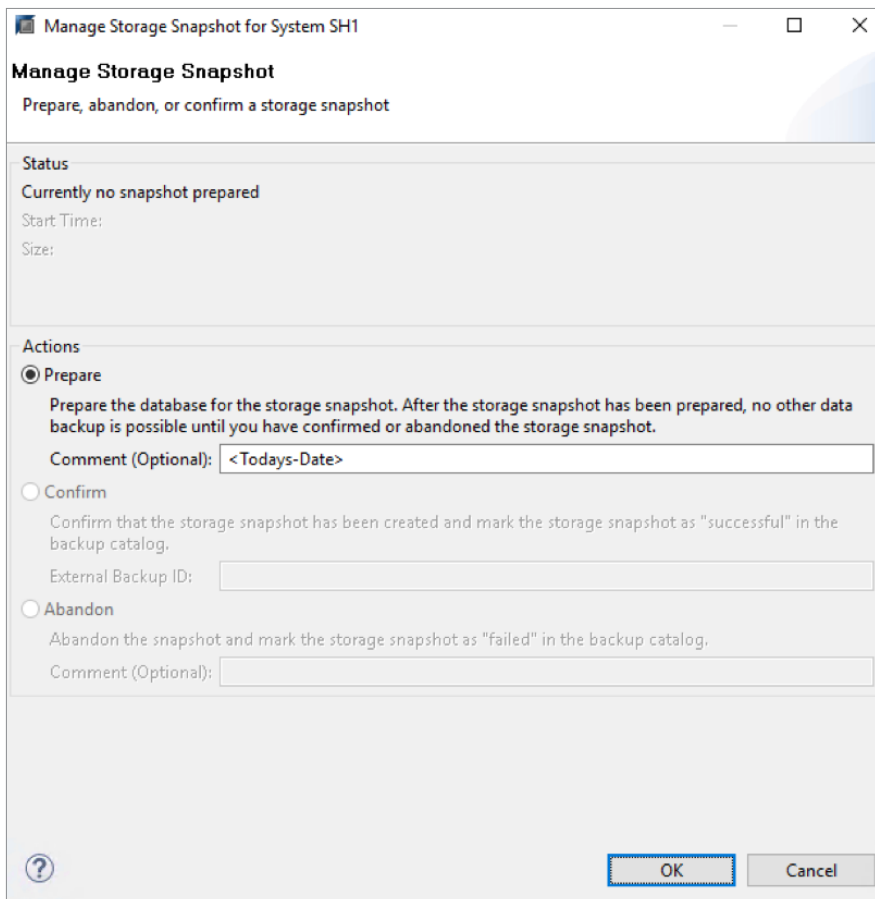 Manage Storage Snapshot for System SH1
Manage Storage Snapshot
Prepare, abandon, or confirm a storage snapshot
Status
Currently no snapshot prepared
Start Time:
Size:
Actions
Prepare
Prepare the database for the storage snapshot. After the storage snapshot has been prepared, no other data
backup is possible until you have confirmed or abandoned the storage snapshot.
Comment (Optional): <Todays-Date>
Confirm
Confirm that the storage snapshot has been created and mark the storage snapshot as "successful" in the
backup catalog.
External Backup ID:
Abandon
Abandon the snapshot and mark the storage snapshot as "failed" in the backup catalog.
Comment (Optional):
?
OK Cancel